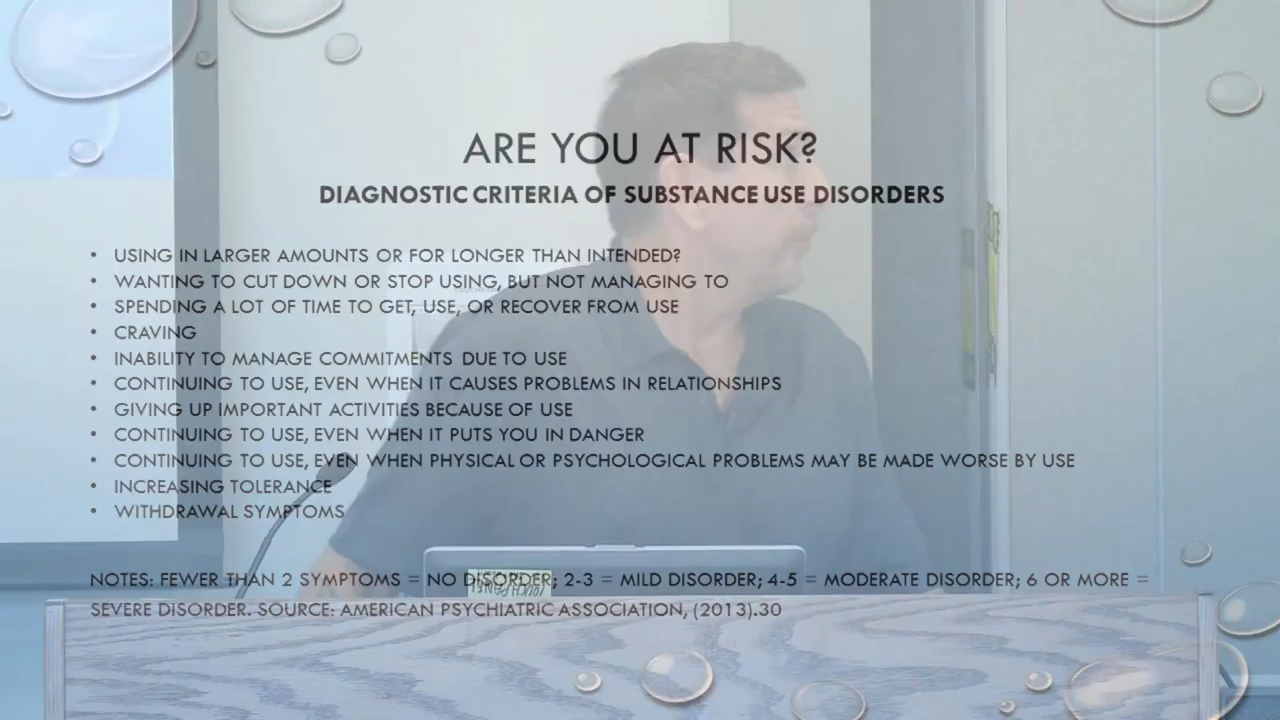 ARE YOU AT RISK?
DIAGNOSTIC CRITERIA OF SUBSTANCE USE DISORDERS
• USING IN LARGER AMOUNTS OR FOR LONGER THAN INTENDED?
• WANTING TO CUT DOWN OR STOP USING, BUT NOT MANAGING TO
• SPENDING A LOT OF TIME TO GET, USE, OR RECOVER FROM USE
• CRAVING
• INABILITY TO MANAGE COMMITMENTS DUE TO USE
• CONTINUING TO USE, EVEN WHEN IT CAUSES PROBLEMS IN RELATIONSHIPS
• GIVING UP IMPORTANT ACTIVITIES BECAUSE OF USE
• CONTINUING TO USE, EVEN WHEN IT PUTS YOU IN DANGER
• CONTINUING TO USE, EVEN WHEN PHYSICAL OR PSYCHOLOGICAL PROBLEMS MAY BE MADE WORSE BY USE
• INCREASING TOLERANCE
• WITHDRAWAL SYMPTOMS
NOTES: FEWER THAN 2 SYMPTOMS = NO DISORDER; 2-3 = MILD DISORDER; 4-5 = MODERATE DISORDER; 6 OR MORE =
SEVERE DISORDER. SOURCE: AMERICAN PSYCHIATRIC ASSOCIATION, (2013).30